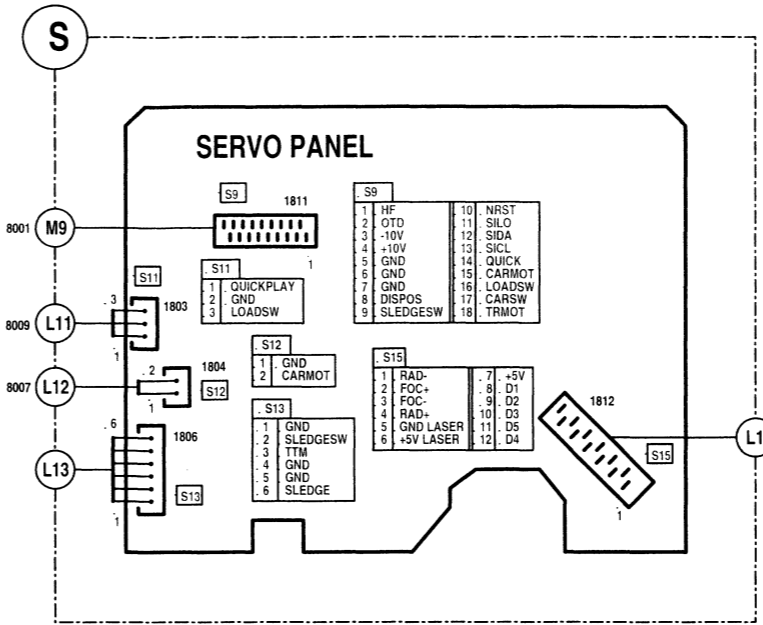 S
SERVO PANEL
S9
1811
1
8001 M9
S9
1 HF 10 . NRST
2 OTD 11 . SILO
3 -10V 12 . SIDA
4 +10V 13 . SICL
5 GND 14 . QUICK
6 GND 15 . CARMOT
7 GND 16 . LOADSW
8 DISPOS 17 . CARSW
9 SLEDGESW 18 . TRMOT
S11
. 3
1803
1
8009 L11
. S11
1 . QUICKPLAY
2 . GND
3 LOADSW
. 2
1804
1
S12
8007 L12
. S12
1 . GND
2 CARMOT
. 6
1806
1
S13
L13
. S13
. 1 GND
. 2 SLEDGESW
. 3 TTM
. 4 GND
. 5 GND
. 6 SLEDGE
. S15
1 RAD- . 7 . +5V
2 FOC+ . 8 . D1
3 FOC- . 9 . D2
4 RAD+ 10 . D3
5 GND LASER 11 . D5
6 +5V LASER 12 . D4
1812
S15
1
L1